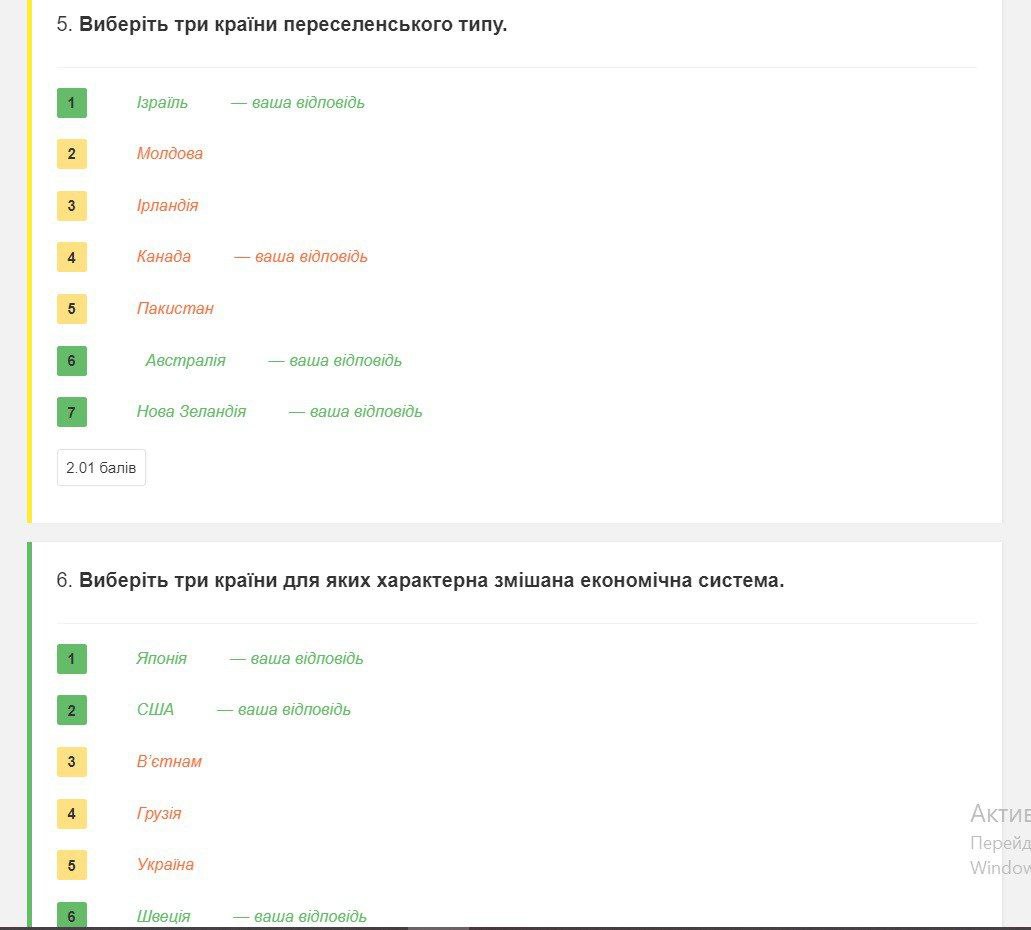 5. Виберіть три країни переселенського типу.
1 Ізраїль — ваша відповідь
2 Молдова
3 Ірландія
4 Канада — ваша відповідь
5 Пакистан
6 Австралія — ваша відповідь
7 Нова Зеландія — ваша відповідь
2.01 балів
6. Виберіть три країни для яких характерна змішана економічна система.
1 Японія — ваша відповідь
2 США — ваша відповідь
3 В'єтнам
4 Грузія
Актив
Перейд
5 Україна
Window
6 Швеція — ваша відповідь